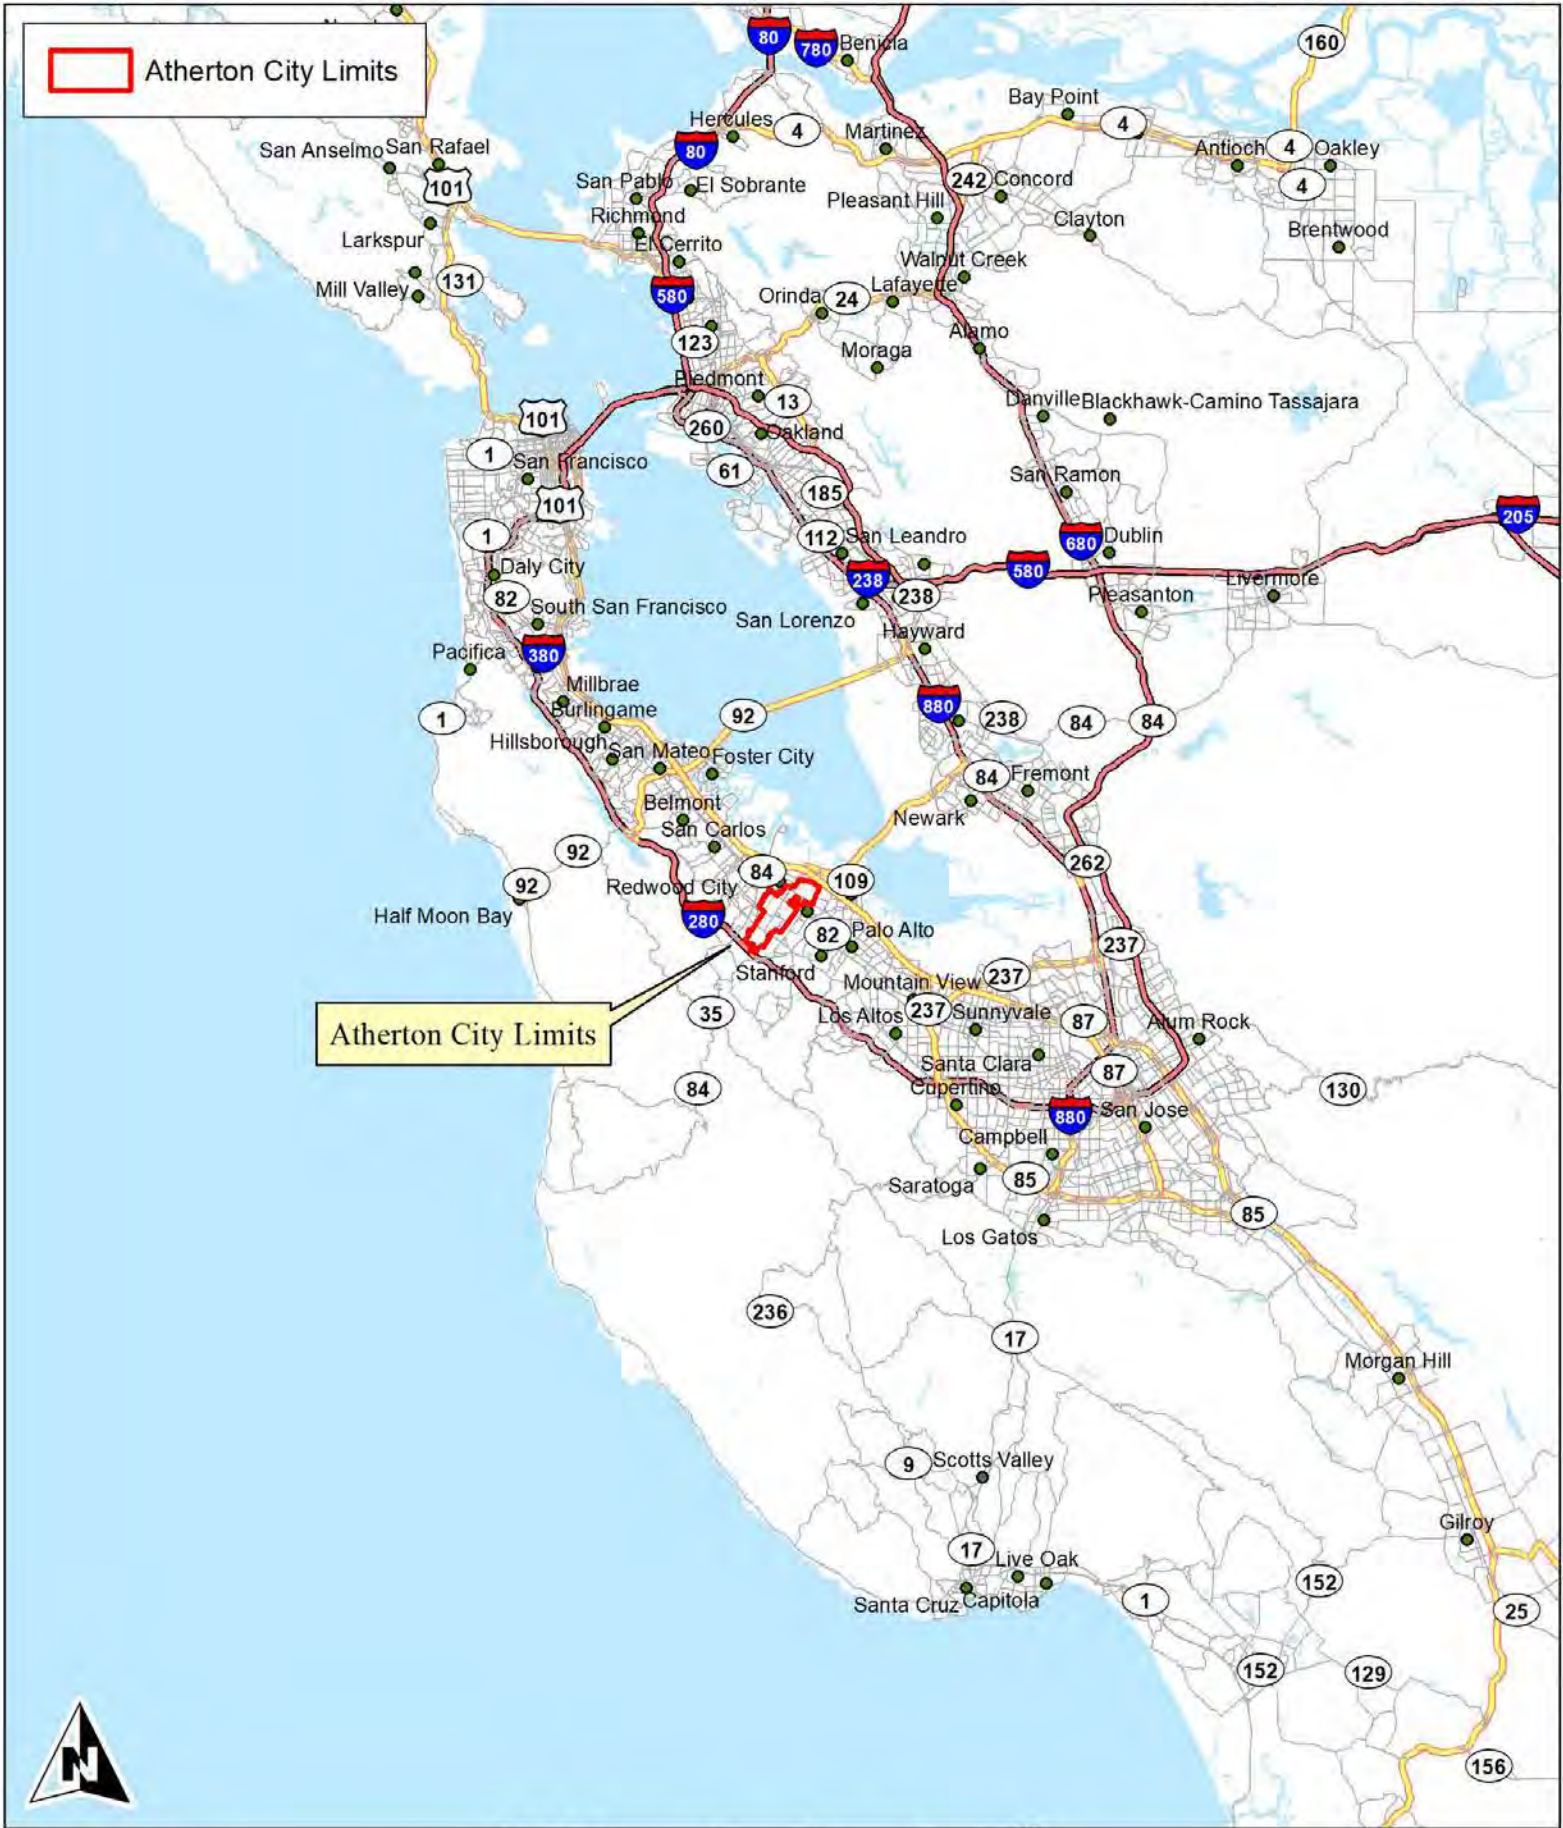 Atherton City Limits
80
780
Benicia
160
Bay Point
Hercules
4
Martinez
4
80
Antioch
4
Oakley
San Anselmo
San Rafael
101
San Pablo
El Sobrante
242
Concord
4
Pleasant Hill
Richmond
Clayton
Larkspur
El Cerrito
Brentwood
Walnut Creek
131
Mill Valley
580
Orinda
24
Lafayette
Alamo
123
Moraga
Piedmont
13
Danville
Blackhawk-Camino Tassajara
101
260
Oakland
1
San Francisco
61
San Ramon
185
101
205
1
112
San Leandro
680
Dublin
Daly City
238
580
Livermore
82
South San Francisco
238
Pleasanton
San Lorenzo
Hayward
Pacifica
380
Millbrae
880
Burlingame
92
238
84
84
1
Hillsborough
San Mateo
Foster City
84
Fremont
Belmont
Newark
San Carlos
92
262
84
109
92
Redwood City
Half Moon Bay
280
82
Palo Alto
237
Stanford
Mountain View
237
35
Los Altos
237
Sunnyvale
87
Alum Rock
Atherton City Limits
Santa Clara
87
84
Cupertino
130
880
San Jose
Campbell
Saratoga
85
85
Los Gatos
236
17
Morgan Hill
9
Scotts Valley
Gilroy
17
Live Oak
152
Santa Cruz
Capitola
1
25
152
129
156
N